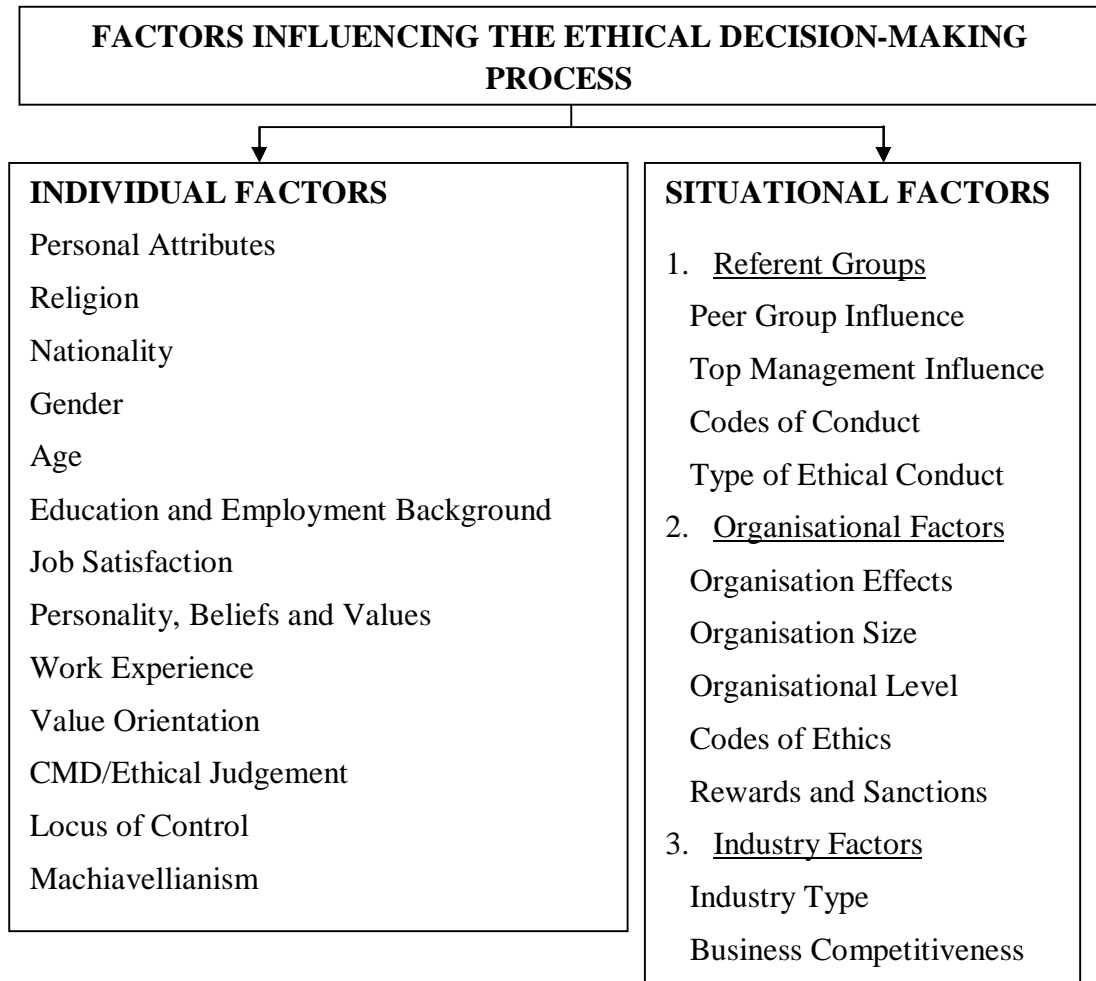 FACTORS INFLUENCING THE ETHICAL DECISION-MAKING
PROCESS
INDIVIDUAL FACTORS
Personal Attributes
Religion
Nationality
Gender
Age
Education and Employment Background
Job Satisfaction
Personality, Beliefs and Values
Work Experience
Value Orientation
CMD/Ethical Judgement
Locus of Control
Machiavellianism
SITUATIONAL FACTORS
1. Referent Groups
Peer Group Influence
Top Management Influence
Codes of Conduct
Type of Ethical Conduct
2. Organisational Factors
Organisation Effects
Organisation Size
Organisational Level
Codes of Ethics
Rewards and Sanctions
3. Industry Factors
Industry Type
Business Competitiveness